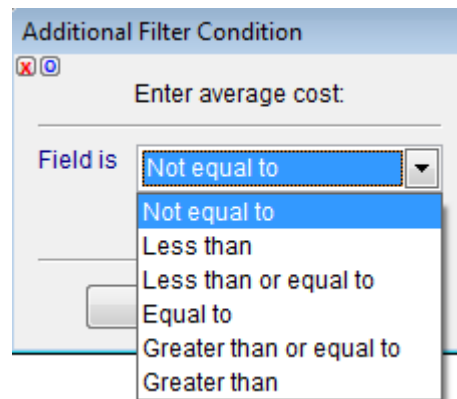 Additional Filter Condition
x o
Enter average cost:
Field is Not equal to
Not equal to
Less than
Less than or equal to
Equal to
Greater than or equal to
Greater than